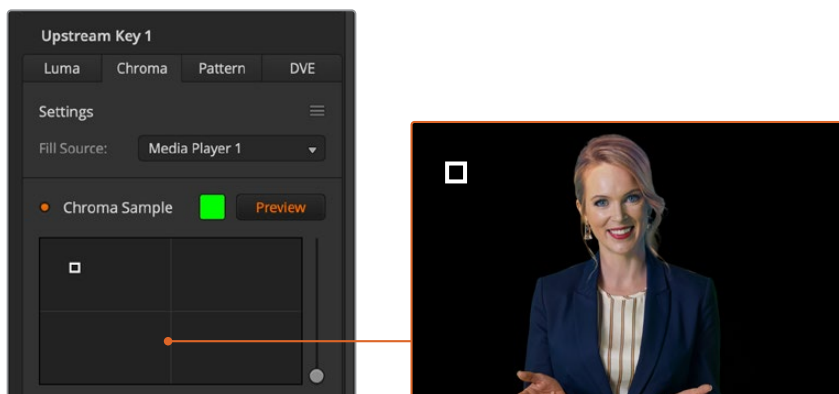 Upstream Key 1
Luma Chroma Pattern DVE
Settings
Fill Source: Media Player 1
Chroma Sample Preview